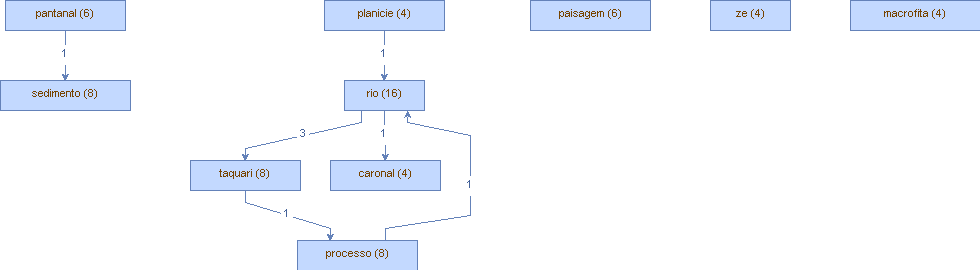 pantanal (6)
planicie (4)
paisagem (6)
ze (4)
macrofita (4)
1
1
sedimento (8)
rio (16)
3
1
taquari (8)
caronal (4)
1
1
processo (8)